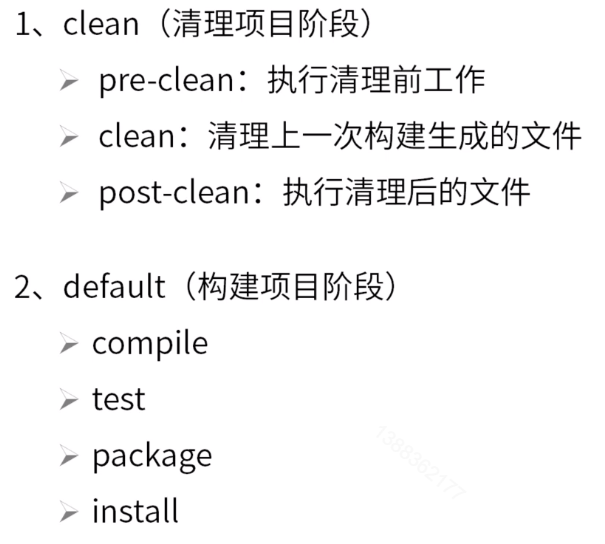 1、clean（清理项目阶段）
pre-clean：执行清理前工作
clean：清理上一次构建生成的文件
post-clean：执行清理后的文件
2、default（构建项目阶段）
compile
test
package
install
1388362177